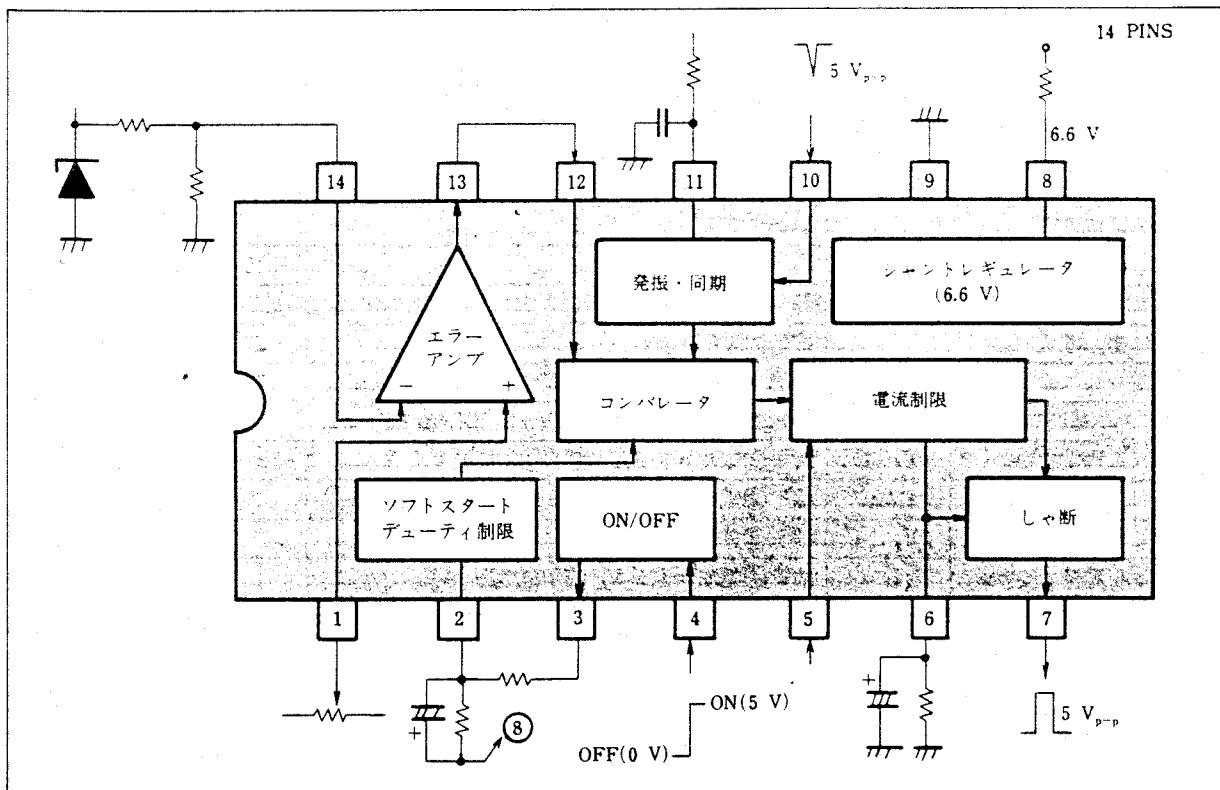 14 PINS
5 Vp-p
6.6 V
14
13
12
11
10
9
8
発振・同期
シャントレギュレータ
(6.6 V)
エラー
アンプ
−
+
コンパレータ
電流制限
ソフトスタート
デューティ制限
ON/OFF
しゃ断
1
2
3
4
5
6
7
+
⑧
ON(5 V)
OFF(0 V)
+
5 Vp-p